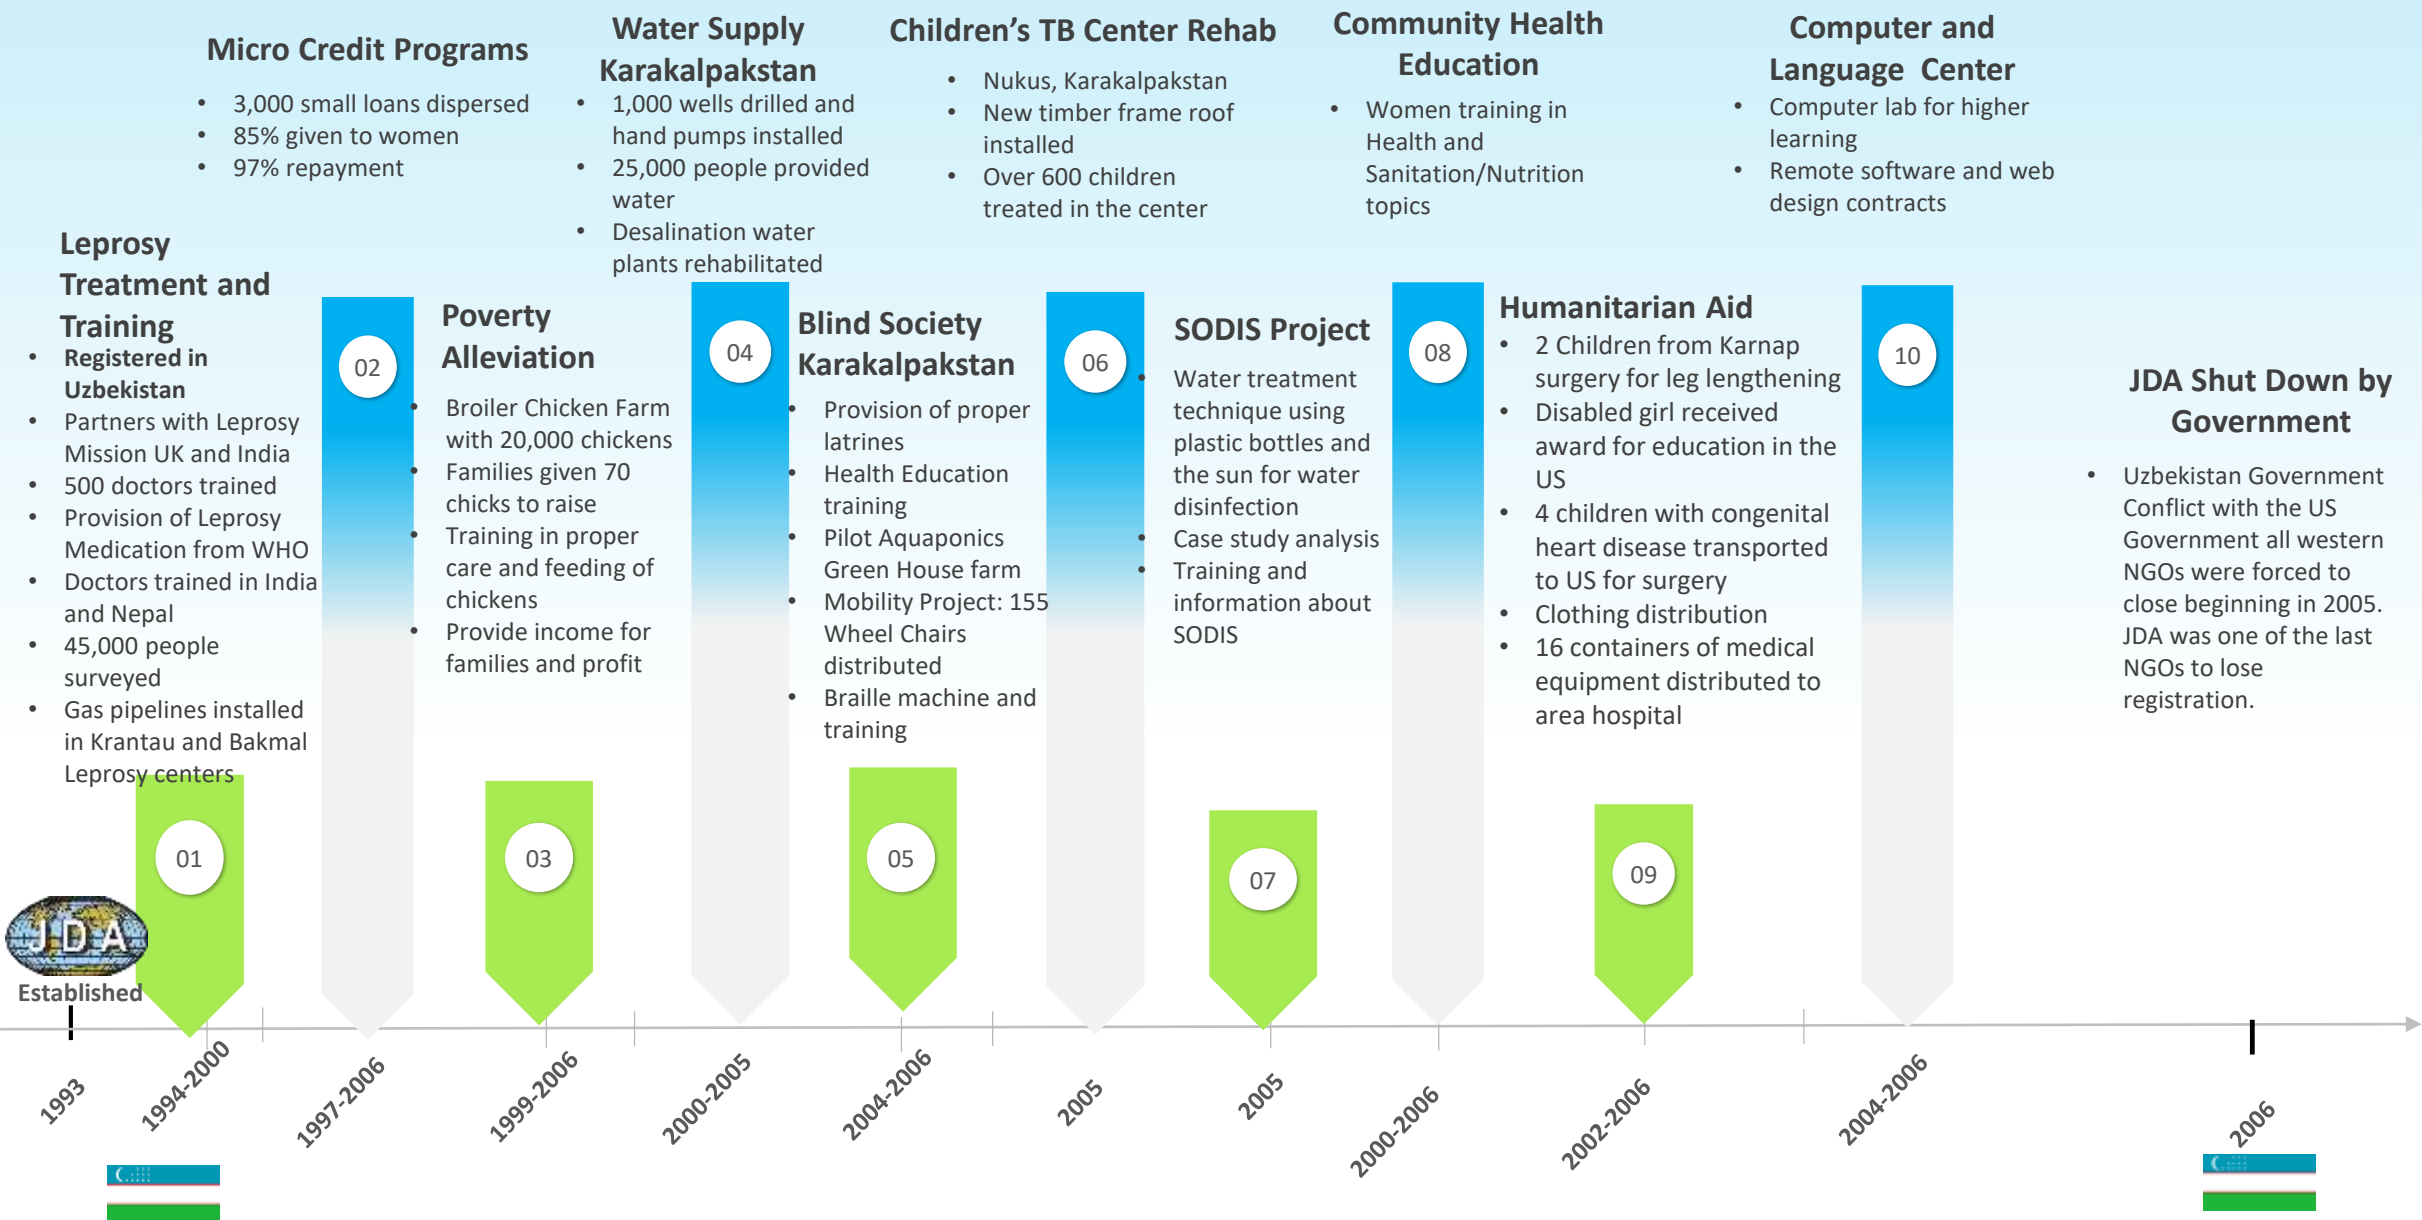 Micro Credit Programs
• 3,000 small loans dispersed
• 85% given to women
• 97% repayment
Water Supply
Karakalpakstan
• 1,000 wells drilled and
hand pumps installed
• 25,000 people provided
water
• Desalination water
plants rehabilitated
Children's TB Center Rehab
• Nukus, Karakalpakstan
• New timber frame roof
installed
• Over 600 children
treated in the center
Community Health
Education
• Women training in
Health and
Sanitation/Nutrition
topics
Computer and
Language Center
• Computer lab for higher
learning
• Remote software and web
design contracts
Leprosy
Treatment and
Training
• Registered in
Uzbekistan
• Partners with Leprosy
Mission UK and India
• 500 doctors trained
• Provision of Leprosy
Medication from WHO
• Doctors trained in India
and Nepal
• 45,000 people
surveyed
• Gas pipelines installed
in Krantau and Bakmal
Leprosy centers
02
Poverty
Alleviation
• Broiler Chicken Farm
with 20,000 chickens
• Families given 70
chicks to raise
• Training in proper
care and feeding of
chickens
• Provide income for
families and profit
04
Blind Society
Karakalpakstan
• Provision of proper
latrines
• Health Education
training
• Pilot Aquaponics
Green House farm
• Mobility Project: 155
Wheel Chairs
distributed
• Braille machine and
training
06
SODIS Project
• Water treatment
technique using
plastic bottles and
the sun for water
disinfection
• Case study analysis
• Training and
information about
SODIS
08
Humanitarian Aid
• 2 Children from Karnap
surgery for leg lengthening
• Disabled girl received
award for education in the
US
• 4 children with congenital
heart disease transported
to US for surgery
• Clothing distribution
• 16 containers of medical
equipment distributed to
area hospital
10
JDA Shut Down by
Government
• Uzbekistan Government
Conflict with the US
Government all western
NGOs were forced to
close beginning in 2005.
JDA was one of the last
NGOs to lose
registration.
01
03
05
07
09
JDA
Established
1993
1994-2000
1997-2006
1999-2006
2000-2005
2004-2006
2005
2005
2000-2006
2002-2006
2004-2006
2006